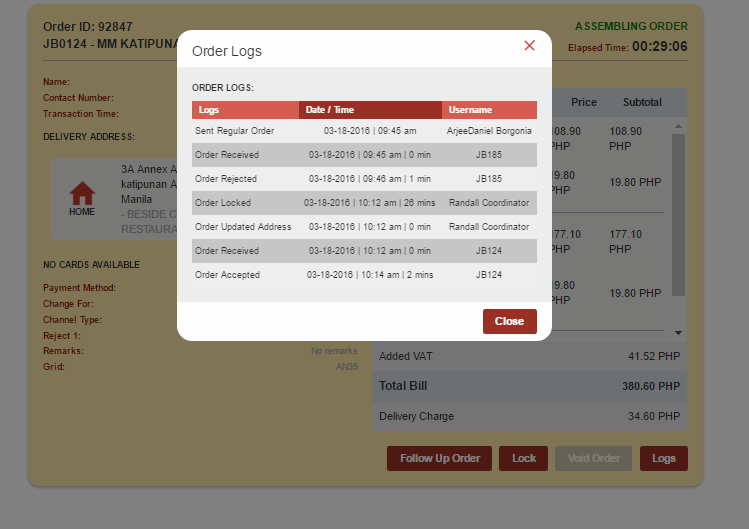 Order ID: 92847
ASSEMBLING ORDER
JB0124 - MM KATIPUNA
Elapsed Time: 00:29:06
Order Logs
Name:
Contact Number:
Transaction Time:
DELIVERY ADDRESS:
HOME
3A Annex A
katipunan A
Manila
- BESIDE C
RESTAURA
NO CARDS AVAILABLE
Payment Method:
Change For:
Channel Type:
Reject 1:
Remarks: No remarks
Grid: AN35
ORDER LOGS:
Logs Date / Time Username
Sent Regular Order 03-18-2016 | 09:45 am ArjeeDaniel Borgonia
Order Received 03-18-2016 | 09:45 am | 0 min JB185
Order Rejected 03-18-2016 | 09:46 am | 1 min JB185
Order Locked 03-18-2016 | 10:12 am | 26 mins Randall Coordinator
Order Updated Address 03-18-2016 | 10:12 am | 0 min Randall Coordinator
Order Received 03-18-2016 | 10:12 am | 0 min JB124
Order Accepted 03-18-2016 | 10:14 am | 2 mins JB124
Close
Price Subtotal
08.90 108.90
PHP PHP
9.80 19.80 PHP
PHP
77.10 177.10
PHP PHP
9.80 19.80 PHP
PHP
Added VAT 41.52 PHP
Total Bill 380.60 PHP
Delivery Charge 34.60 PHP
Follow Up Order Lock Void Order Logs